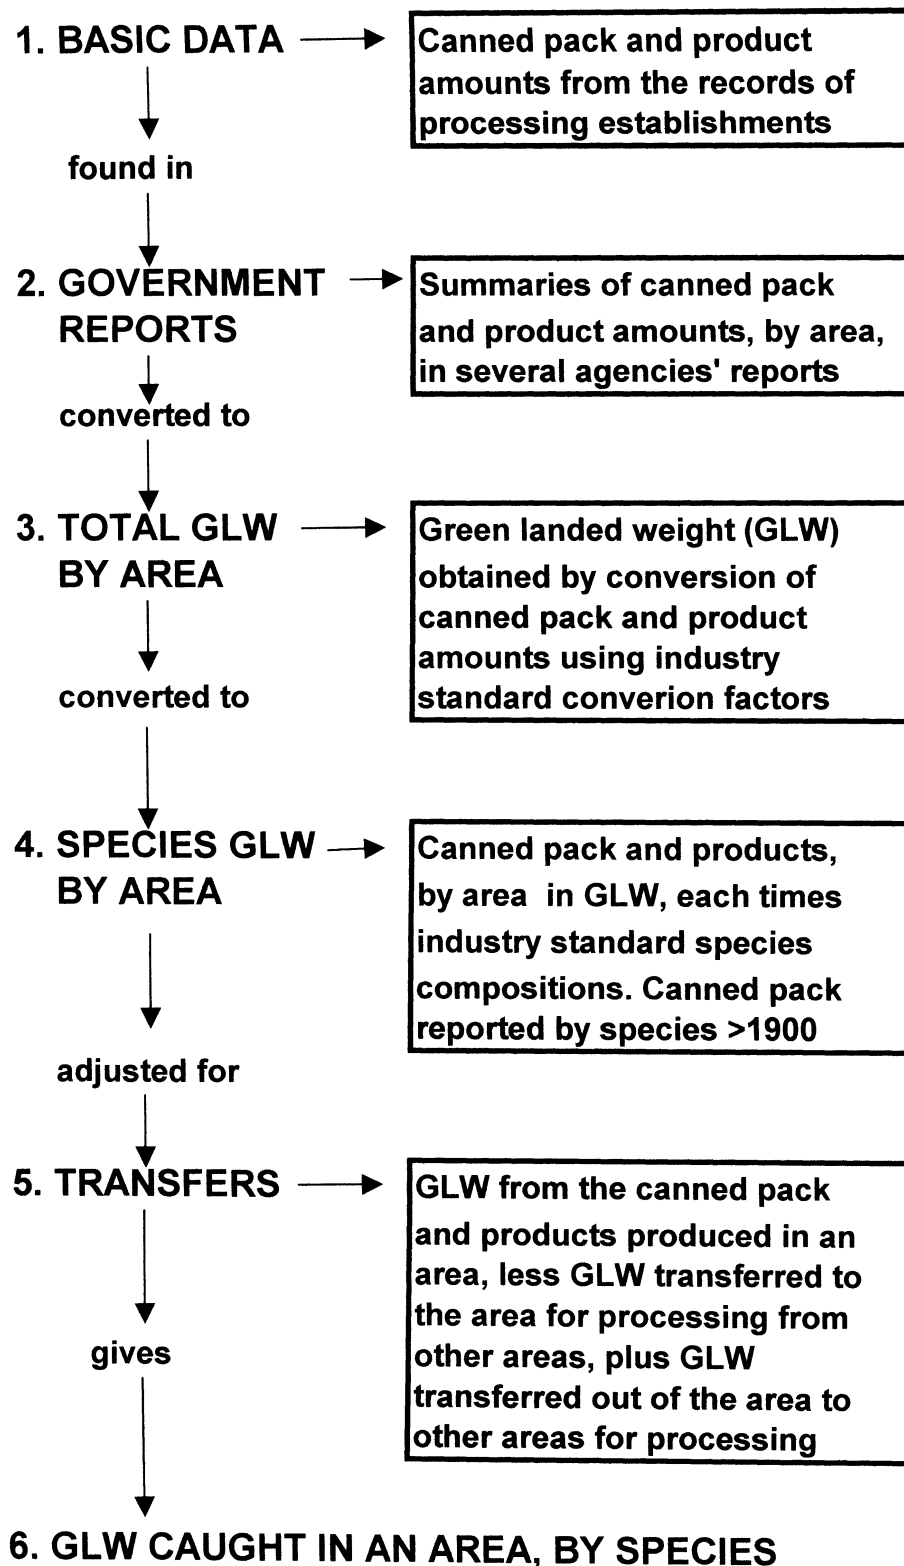 1. BASIC DATA
Canned pack and product
amounts from the records of
processing establishments
found in
2. GOVERNMENT
REPORTS
Summaries of canned pack
and product amounts, by area,
in several agencies' reports
converted to
3. TOTAL GLW
BY AREA
Green landed weight (GLW)
obtained by conversion of
canned pack and product
amounts using industry
standard converion factors
converted to
4. SPECIES GLW
BY AREA
Canned pack and products,
by area in GLW, each times
industry standard species
compositions. Canned pack
reported by species >1900
adjusted for
5. TRANSFERS
GLW from the canned pack
and products produced in an
area, less GLW transferred to
the area for processing from
other areas, plus GLW
transferred out of the area to
other areas for processing
gives
6. GLW CAUGHT IN AN AREA, BY SPECIES